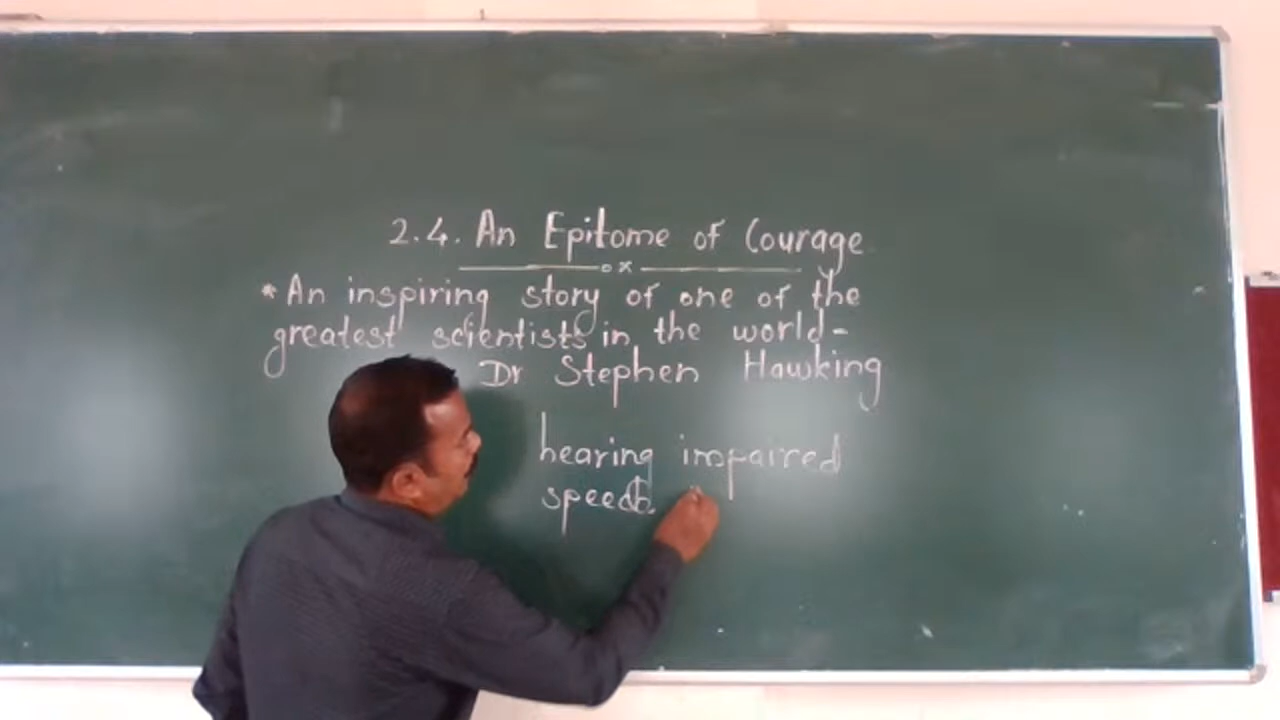 2.4. An Epitome of Courage
* An inspiring story of one of the
greatest scientists in the world-
Dr Stephen Hawking
hearing impaired
speech